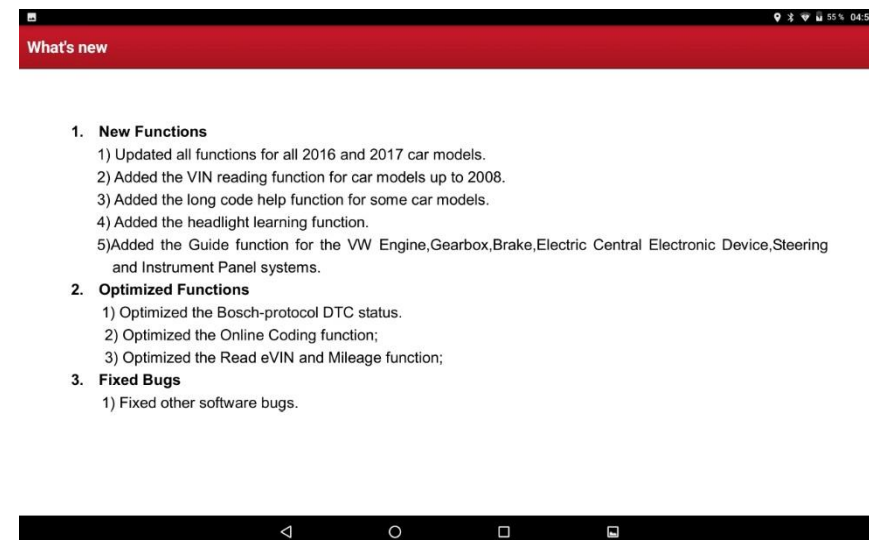 55 % 04:5
What's new
1. New Functions
1) Updated all functions for all 2016 and 2017 car models.
2) Added the VIN reading function for car models up to 2008.
3) Added the long code help function for some car models.
4) Added the headlight learning function.
5)Added the Guide function for the VW Engine,Gearbox,Brake,Electric Central Electronic Device,Steering
and Instrument Panel systems.
2. Optimized Functions
1) Optimized the Bosch-protocol DTC status.
2) Optimized the Online Coding function;
3) Optimized the Read eVIN and Mileage function;
3. Fixed Bugs
1) Fixed other software bugs.